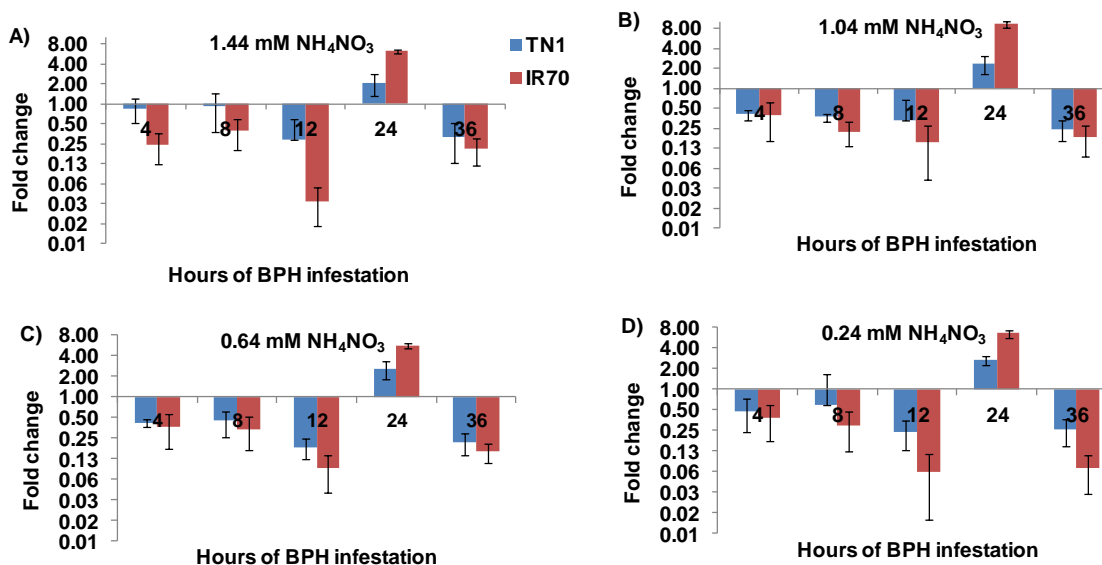 A)
1.44 mM NH₄NO₃
TN1
IR70
Fold change
8.00
4.00
2.00
1.00
0.50
0.25
0.13
0.06
0.03
0.02
0.01
4 8 12 24 36
Hours of BPH infestation
B)
1.04 mM NH₄NO₃
Fold change
8.00
4.00
2.00
1.00
0.50
0.25
0.13
0.06
0.03
0.02
0.01
4 8 12 24 36
Hours of BPH infestation
C)
0.64 mM NH₄NO₃
Fold change
8.00
4.00
2.00
1.00
0.50
0.25
0.13
0.06
0.03
0.02
0.01
4 8 12 24 36
Hours of BPH infestation
D)
0.24 mM NH₄NO₃
Fold change
8.00
4.00
2.00
1.00
0.50
0.25
0.13
0.06
0.03
0.02
0.01
4 8 12 24 36
Hours of BPH infestation